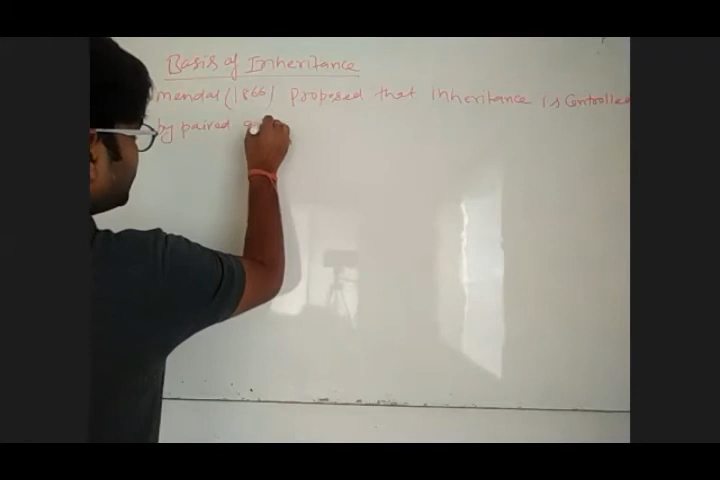 Basis of Inheritance
Mendal (1866) Proposed that Inheritance Is Controlled
by paired